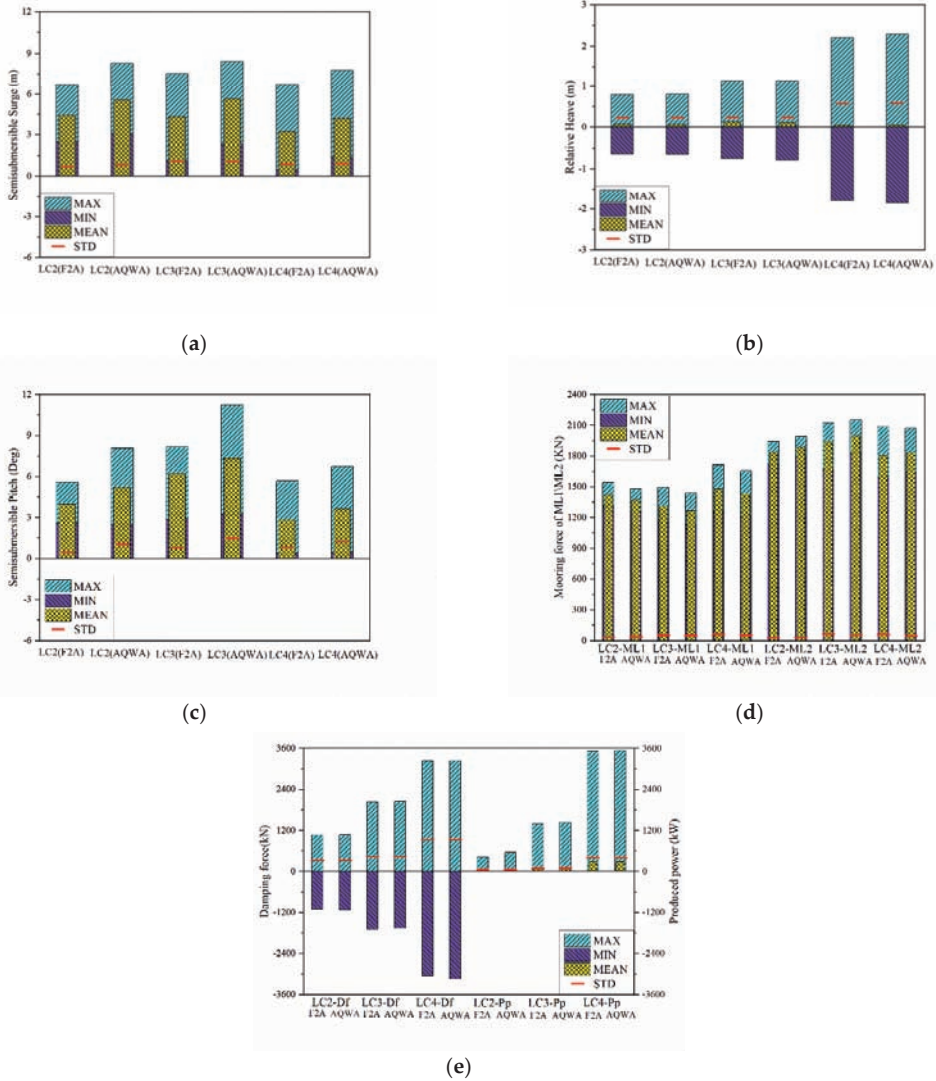 12
9
6
3
0
-3
-6
Semisubmersible Surge (m)
MAX
MIN
MEAN
STD
LC2(F2A) LC2(AQWA) LC3(F2A) LC3(AQWA) LC4(F2A) LC4(AQWA)
(a)
3
2
1
0
-1
-2
-3
Relative Heave (m)
MAX
MIN
MEAN
STD
LC2(F2A) LC2(AQWA) LC3(F2A) LC3(AQWA) LC4(F2A) LC4(AQWA)
(b)
12
9
6
3
0
-3
-6
Semisubmersible Pitch (Deg)
MAX
MIN
MEAN
STD
LC2(F2A) LC2(AQWA) LC3(F2A) LC3(AQWA) LC4(F2A) LC4(AQWA)
(c)
2400
2100
1800
1500
1200
900
600
300
0
Mooring force of ML1\ML2 (KN)
MAX
MIN
MEAN
STD
LC2-ML1 LC3-ML1 LC4-ML1 LC2-ML2 LC3-ML2 LC4-ML2
F2A AQWA F2A AQWA F2A AQWA F2A AQWA F2A AQWA F2A AQWA
(d)
3600
2400
1200
0
-1200
-2400
-3600
Damping force(kN)
3600
2400
1200
0
-1200
-2400
-3600
Produced power (kW)
MAX
MIN
MEAN
STD
LC2-Df LC3-Df LC4-Df LC2-Pp LC3-Pp LC4-Pp
F2A AQWA F2A AQWA F2A AQWA F2A AQWA F2A AQWA F2A AQWA
(e)